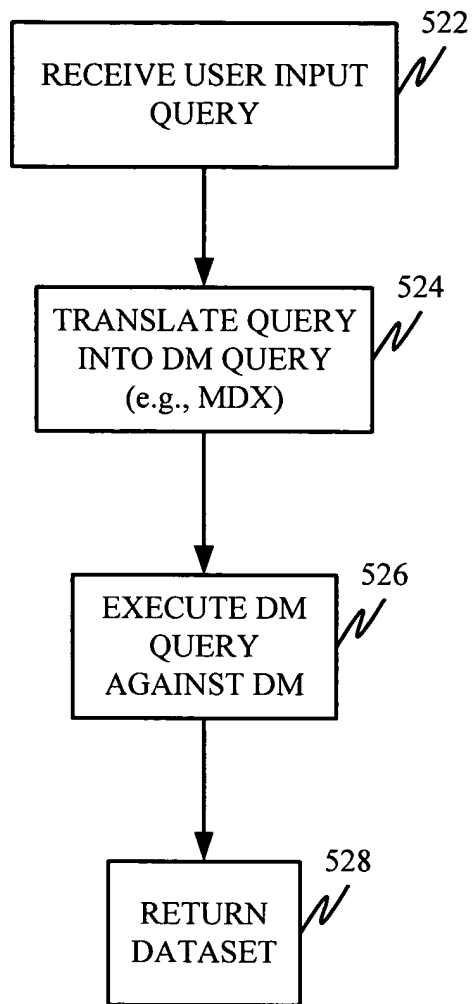 522
RECEIVE USER INPUT
QUERY
524
TRANSLATE QUERY
INTO DM QUERY
(e.g., MDX)
526
EXECUTE DM
QUERY
AGAINST DM
528
RETURN
DATASET